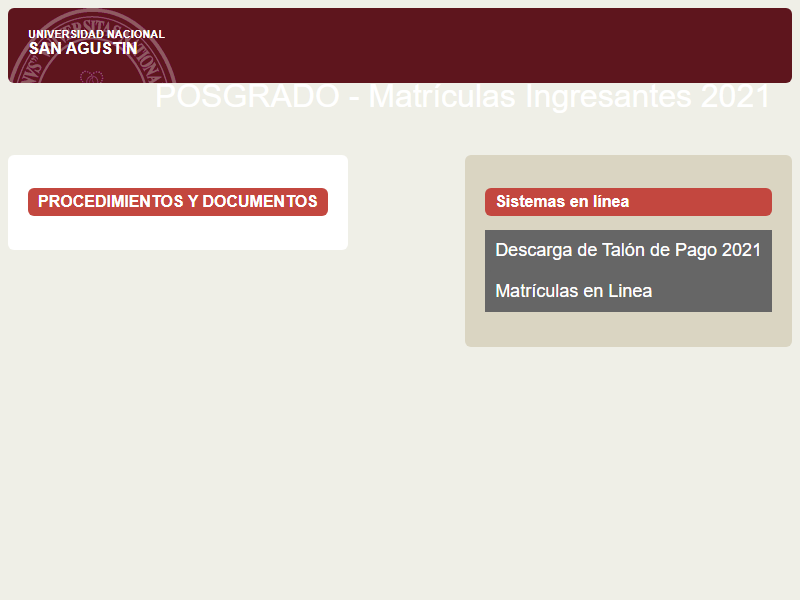 UNIVERSIDAD NACIONAL
SAN AGUSTIN
POSGRADO - Matrículas Ingresantes 2021
PROCEDIMIENTOS Y DOCUMENTOS
Sistemas en línea
Descarga de Talón de Pago 2021
Matrículas en Linea